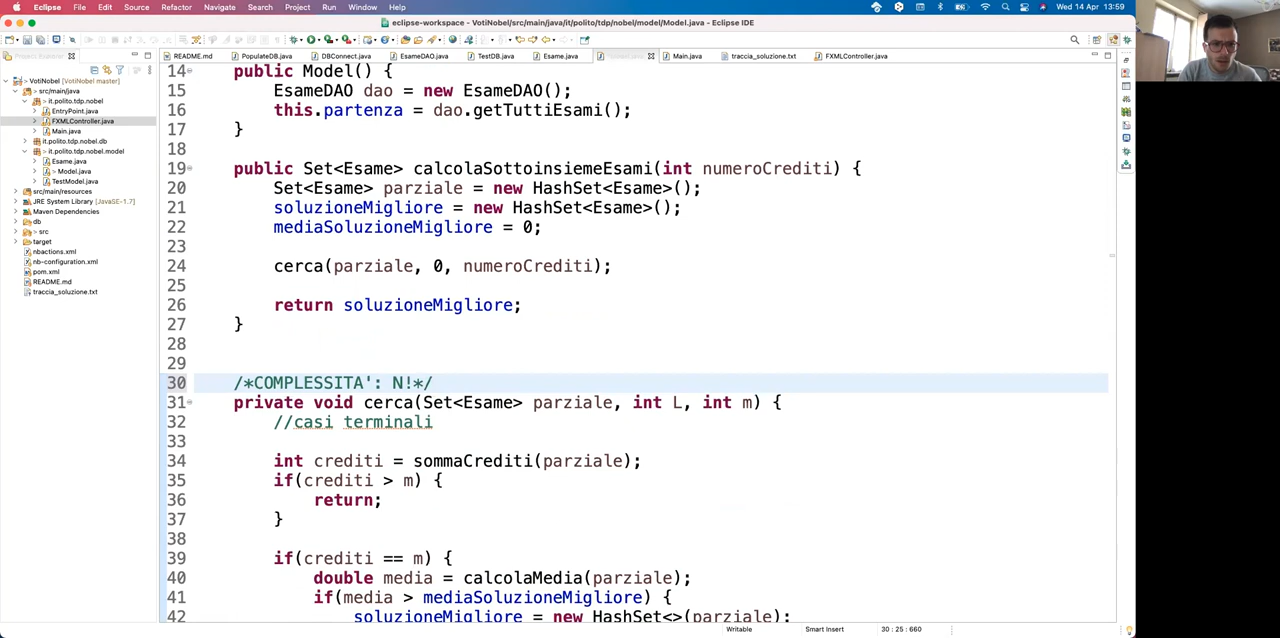 Eclipse File Edit Source Refactor Navigate Search Project Run Window Help Wed 14 Apr 13:59
eclipse-workspace - VotiNobel/src/main/java/it/polito/tdp/nobel/model/Model.java - Eclipse IDE
README.md PopulateDB.java DBConnect.java EsameDAO.java TestDB.java Esame.java Main.java traccia_soluzione.txt FXMLController.java
VotiNobel [VotiNobel master]
src/main/java
it.polito.tdp.nobel
EntryPoint.java
FXMLController.java
Main.java
it.polito.tdp.nobel.db
it.polito.tdp.nobel.model
Esame.java
Model.java
TestModel.java
src/main/resources
JRE System Library [JavaSE-1.7]
Maven Dependencies
db
src
target
nbactions.xml
nb-configuration.xml
pom.xml
README.md
traccia_soluzione.txt
14 public Model() {
15 EsameDAO dao = new EsameDAO();
16 this.partenza = dao.getTuttiEsami();
17 }
18
19 public Set<Esame> calcolaSottoinsiemeEsami(int numeroCrediti) {
20 Set<Esame> parziale = new HashSet<Esame>();
21 soluzioneMigliore = new HashSet<Esame>();
22 mediaSoluzioneMigliore = 0;
23
24 cerca(parziale, 0, numeroCrediti);
25
26 return soluzioneMigliore;
27 }
28
29
30 /*COMPLESSITA': N!*/
31 private void cerca(Set<Esame> parziale, int L, int m) {
32 //casi terminali
33
34 int crediti = sommaCrediti(parziale);
35 if(crediti > m) {
36 return;
37 }
38
39 if(crediti == m) {
40 double media = calcolaMedia(parziale);
41 if(media > mediaSoluzioneMigliore) {
42 soluzioneMigliore = new HashSet<>(parziale);
Writable Smart Insert 30 : 25 : 660